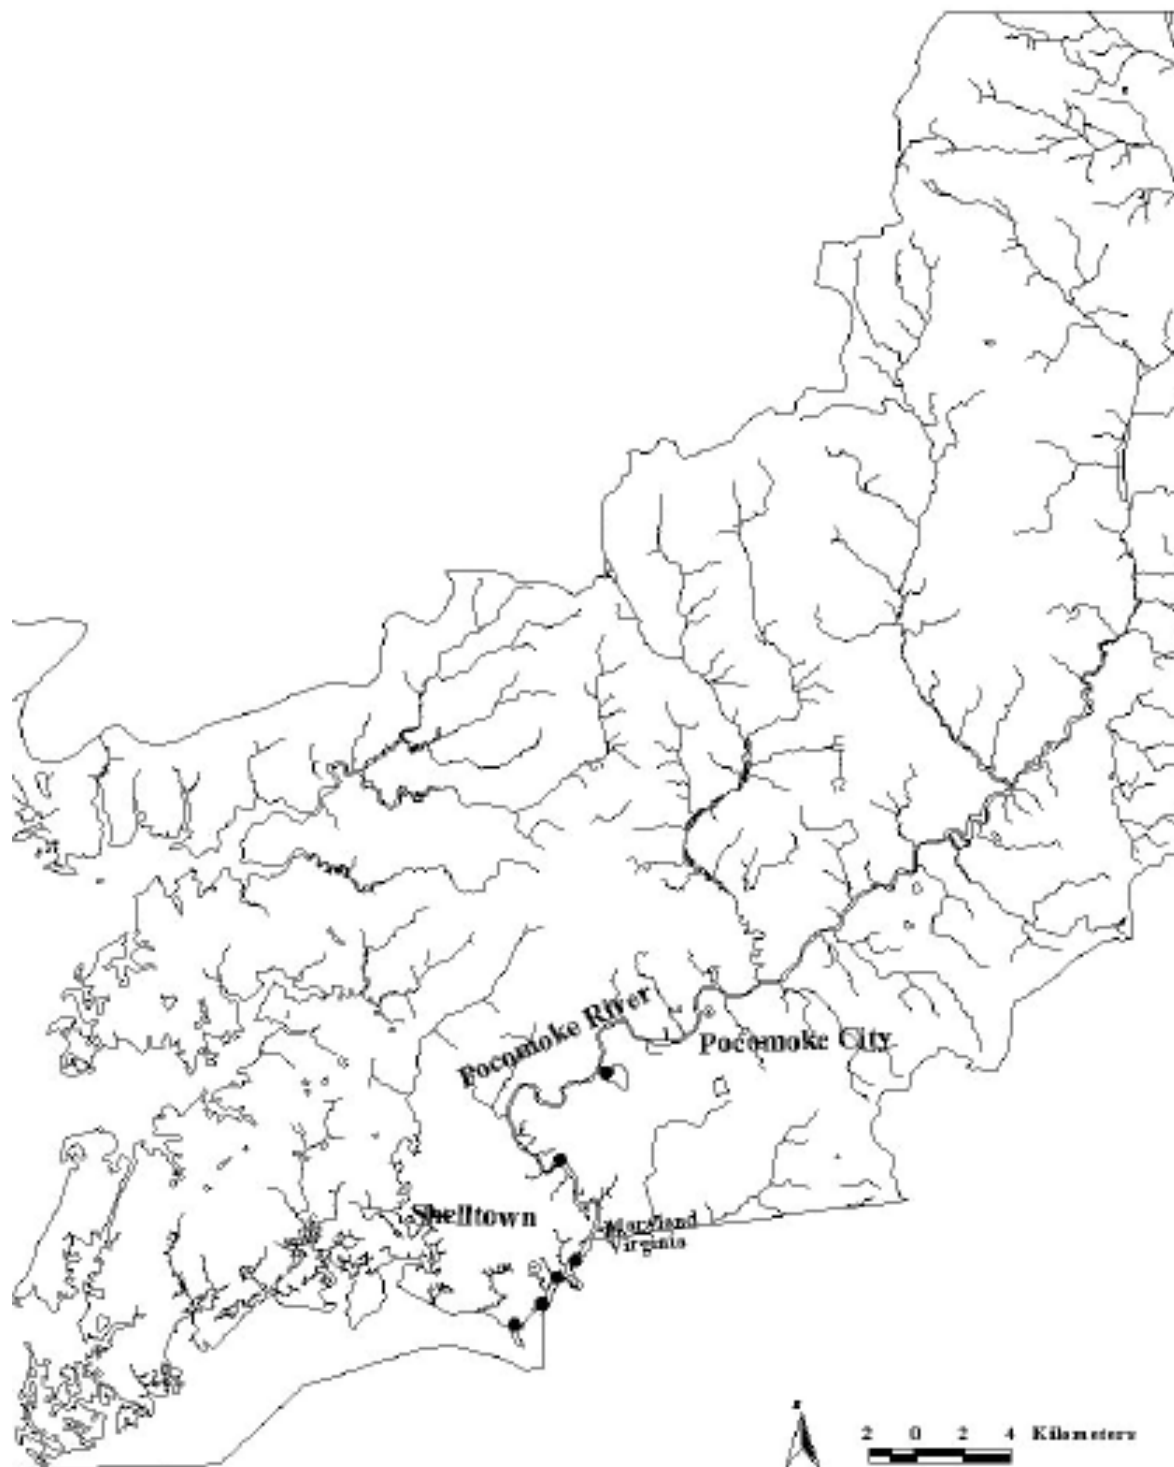 Pocomoke River
Pocomoke City
Shelltown
Maryland
Virginia
2 0 2 4 Kilometers